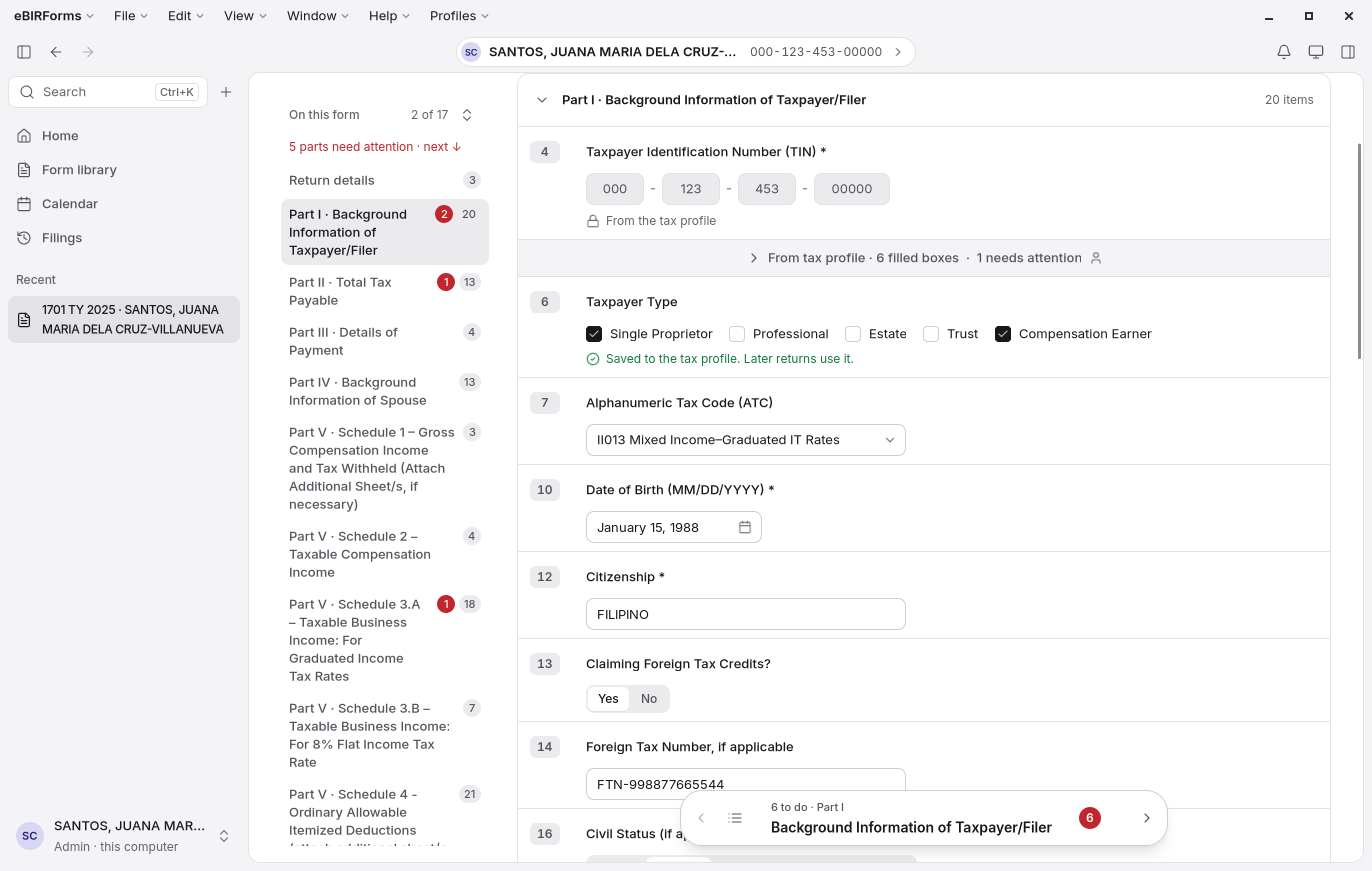 eBIRForms File Edit View Window Help Profiles
SC SANTOS, JUANA MARIA DELA CRUZ-... 000-123-453-00000
Search Ctrl+K
Home
Form library
Calendar
Filings
Recent
1701 TY 2025 · SANTOS, JUANA
MARIA DELA CRUZ-VILLANUEVA
SC SANTOS, JUANA MAR...
Admin · this computer
On this form 2 of 17
5 parts need attention · next ↓
Return details 3
Part I · Background 2 20
Information of
Taxpayer/Filer
Part II · Total Tax 1 13
Payable
Part III · Details of 4
Payment
Part IV · Background 13
Information of Spouse
Part V · Schedule 1 – Gross 3
Compensation Income
and Tax Withheld (Attach
Additional Sheet/s, if
necessary)
Part V · Schedule 2 – 4
Taxable Compensation
Income
Part V · Schedule 3.A 1 18
– Taxable Business
Income: For
Graduated Income
Tax Rates
Part V · Schedule 3.B – 7
Taxable Business Income:
For 8% Flat Income Tax
Rate
Part V · Schedule 4 - 21
Ordinary Allowable
Itemized Deductions
Part I · Background Information of Taxpayer/Filer 20 items
4 Taxpayer Identification Number (TIN) *
000 - 123 - 453 - 00000
From the tax profile
From tax profile · 6 filled boxes · 1 needs attention
6 Taxpayer Type
Single Proprietor Professional Estate Trust Compensation Earner
Saved to the tax profile. Later returns use it.
7 Alphanumeric Tax Code (ATC)
II013 Mixed Income–Graduated IT Rates
10 Date of Birth (MM/DD/YYYY) *
January 15, 1988
12 Citizenship *
FILIPINO
13 Claiming Foreign Tax Credits?
Yes No
14 Foreign Tax Number, if applicable
FTN-998877665544
16 Civil Status (if
6 to do · Part I
Background Information of Taxpayer/Filer 6